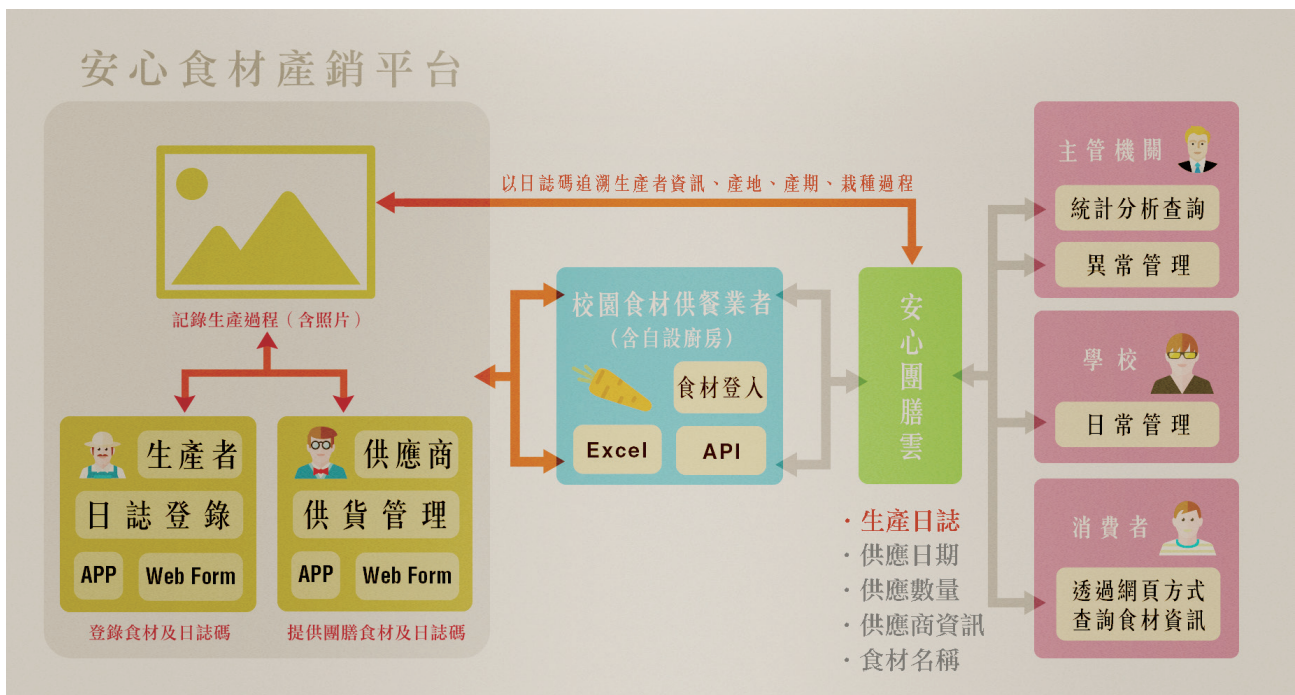 安心食材產銷平台
記錄生產過程（含照片）
生產者
日誌登錄
APP
Web Form
登錄食材及日誌碼
供應商
供貨管理
APP
Web Form
提供團膳食材及日誌碼
以日誌碼追溯生產者資訊、產地、產期、栽種過程
校園食材供餐業者
(含自設廚房)
食材登入
Excel
API
安心團膳雲
·生產日誌
·供應日期
·供應數量
·供應商資訊
·食材名稱
主管機關
統計分析查詢
異常管理
學校
日常管理
消費者
透過網頁方式
查詢食材資訊